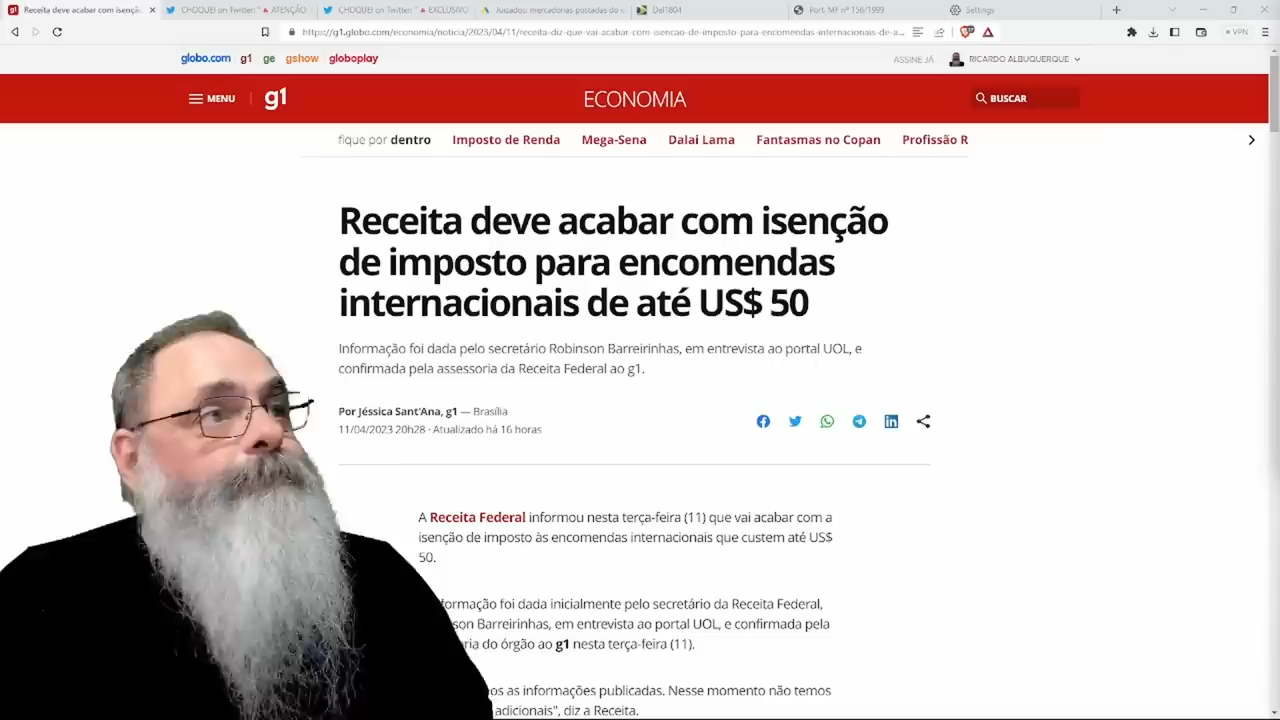 Receita deve acabar com isençã
CHOQUEI on Twitter: "🔺ATENÇÃO
CHOQUEI on Twitter: "🔺EXCLUSIVO
Juizados: mercadorias postadas do e
Del1804
Port. MF nº 156/1999
Settings
https://g1.globo.com/economia/noticia/2023/04/11/receita-diz-que-vai-acabar-com-isencao-de-imposto-para-encomendas-internacionais-de-a...
VPN
globo.com g1 ge gshow globoplay
ASSINE JÁ
RICARDO ALBUQUERQUE
MENU
g1
ECONOMIA
BUSCAR
fique por dentro Imposto de Renda Mega-Sena Dalai Lama Fantasmas no Copan Profissão R
Receita deve acabar com isenção
de imposto para encomendas
internacionais de até US$ 50
Informação foi dada pelo secretário Robinson Barreirinhas, em entrevista ao portal UOL, e
confirmada pela assessoria da Receita Federal ao g1.
Por Jéssica Sant'Ana, g1 — Brasília
11/04/2023 20h28 · Atualizado há 16 horas
A Receita Federal informou nesta terça-feira (11) que vai acabar com a
isenção de imposto às encomendas internacionais que custem até US$
50.
formação foi dada inicialmente pelo secretário da Receita Federal,
son Barreirinhas, em entrevista ao portal UOL, e confirmada pela
ria do órgão ao g1 nesta terça-feira (11).
os as informações publicadas. Nesse momento não temos
adicionais", diz a Receita.